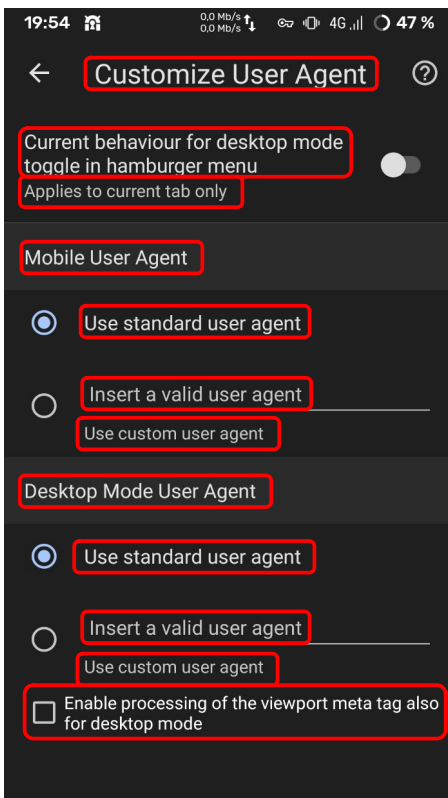 19:54 0,0 Mb/s 4G 47 %
0,0 Mb/s
Customize User Agent ?
Current behaviour for desktop mode
toggle in hamburger menu
Applies to current tab only
Mobile User Agent
Use standard user agent
Insert a valid user agent
Use custom user agent
Desktop Mode User Agent
Use standard user agent
Insert a valid user agent
Use custom user agent
Enable processing of the viewport meta tag also
for desktop mode